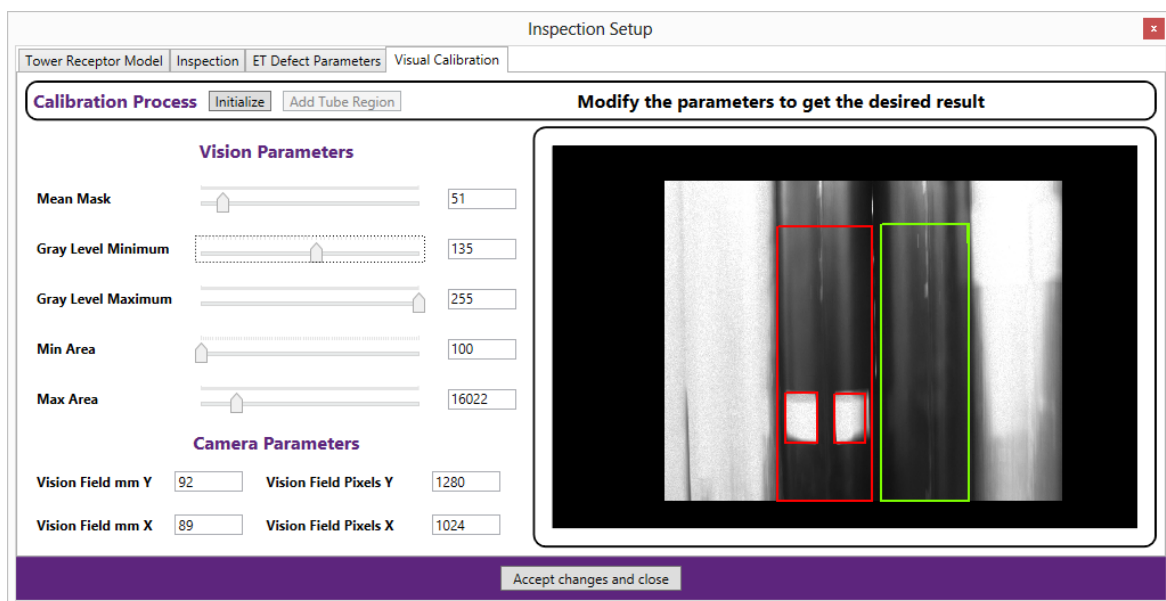 Inspection Setup
x
Tower Receptor Model Inspection ET Defect Parameters Visual Calibration
Calibration Process Initialize Add Tube Region Modify the parameters to get the desired result
Vision Parameters
Mean Mask 51
Gray Level Minimum 135
Gray Level Maximum 255
Min Area 100
Max Area 16022
Camera Parameters
Vision Field mm Y 92 Vision Field Pixels Y 1280
Vision Field mm X 89 Vision Field Pixels X 1024
Accept changes and close